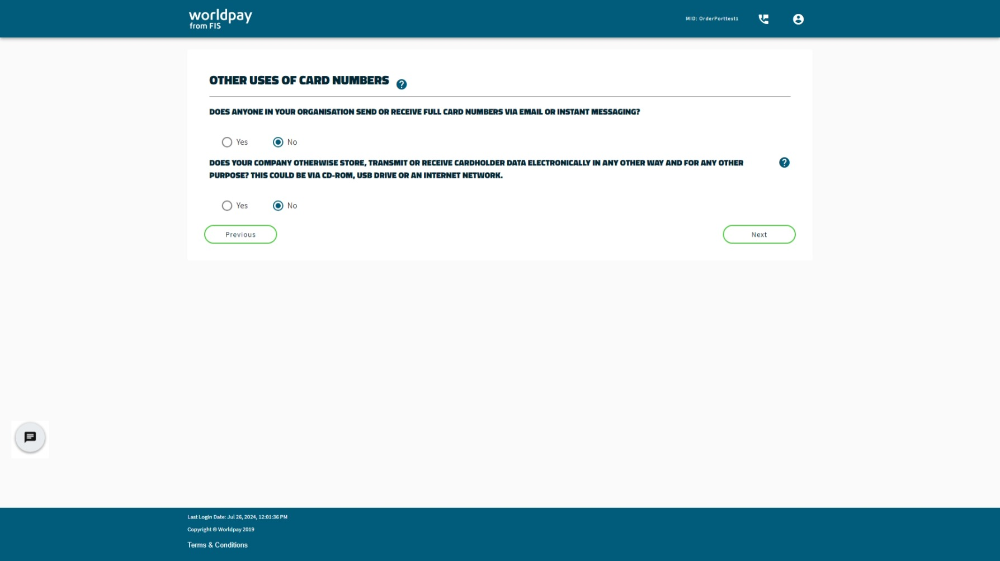 worldpay
from FIS
MID: OrderPorttest1
OTHER USES OF CARD NUMBERS
DOES ANYONE IN YOUR ORGANISATION SEND OR RECEIVE FULL CARD NUMBERS VIA EMAIL OR INSTANT MESSAGING?
Yes No
DOES YOUR COMPANY OTHERWISE STORE, TRANSMIT OR RECEIVE CARDHOLDER DATA ELECTRONICALLY IN ANY OTHER WAY AND FOR ANY OTHER
PURPOSE? THIS COULD BE VIA CD-ROM, USB DRIVE OR AN INTERNET NETWORK.
Yes No
Previous Next
Last Login Date: Jul 26, 2024, 12:01:36 PM
Copyright © Worldpay 2019
Terms & Conditions